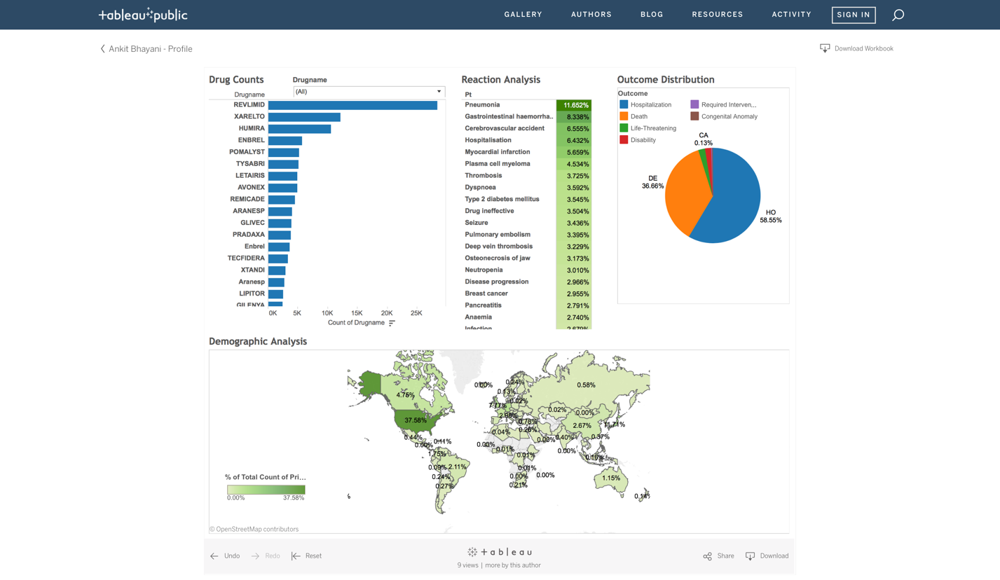 +ableau public
GALLERY
AUTHORS
BLOG
RESOURCES
ACTIVITY
SIGN IN
Ankit Bhayani - Profile
Download Workbook
Drug Counts
Drugname
(All)
Drugname
REVLIMID
XARELTO
HUMIRA
ENBREL
POMALYST
TYSABRI
LETAIRIS
AVONEX
REMICADE
ARANESP
GLIVEC
PRADAXA
Enbrel
TECFIDERA
XTANDI
Aranesp
LIPITOR
GILENYA
0K 5K 10K 15K 20K 25K
Count of Drugname
Reaction Analysis
Pt
Pneumonia 11.652%
Gastrointestinal haemorrha.. 8.338%
Cerebrovascular accident 6.555%
Hospitalisation 6.432%
Myocardial infarction 5.659%
Plasma cell myeloma 4.534%
Thrombosis 3.725%
Dyspnoea 3.592%
Type 2 diabetes mellitus 3.545%
Drug ineffective 3.504%
Seizure 3.436%
Pulmonary embolism 3.395%
Deep vein thrombosis 3.229%
Osteonecrosis of jaw 3.173%
Neutropenia 3.010%
Disease progression 2.966%
Breast cancer 2.955%
Pancreatitis 2.791%
Anaemia 2.740%
Infection 2.679%
Outcome Distribution
Outcome
Hospitalization
Death
Life-Threatening
Disability
Required Interven...
Congenital Anomaly
CA
0.13%
DE
36.66%
HO
58.55%
Demographic Analysis
0.00%
0.24%
0.58%
0.13%
4.75%
0.02%
7.77%
0.02%
0.00%
2.98%
37.58%
0.78%
2.67%
11.71%
0.26%
0.04%
0.44%
0.40%
0.37%
0.00%
0.11%
0.00%
0.00%
0.01%
0.00%
1.75%
0.01%
0.16%
0.09%
2.11%
0.01%
0.24%
0.00%
0.00%
1.15%
0.27%
0.21%
0.14%
%
% of Total Count of Pri...
0.00% 37.58%
© OpenStreetMap contributors
Undo
Redo
Reset
+ableau
9 views | more by this author
Share
Download